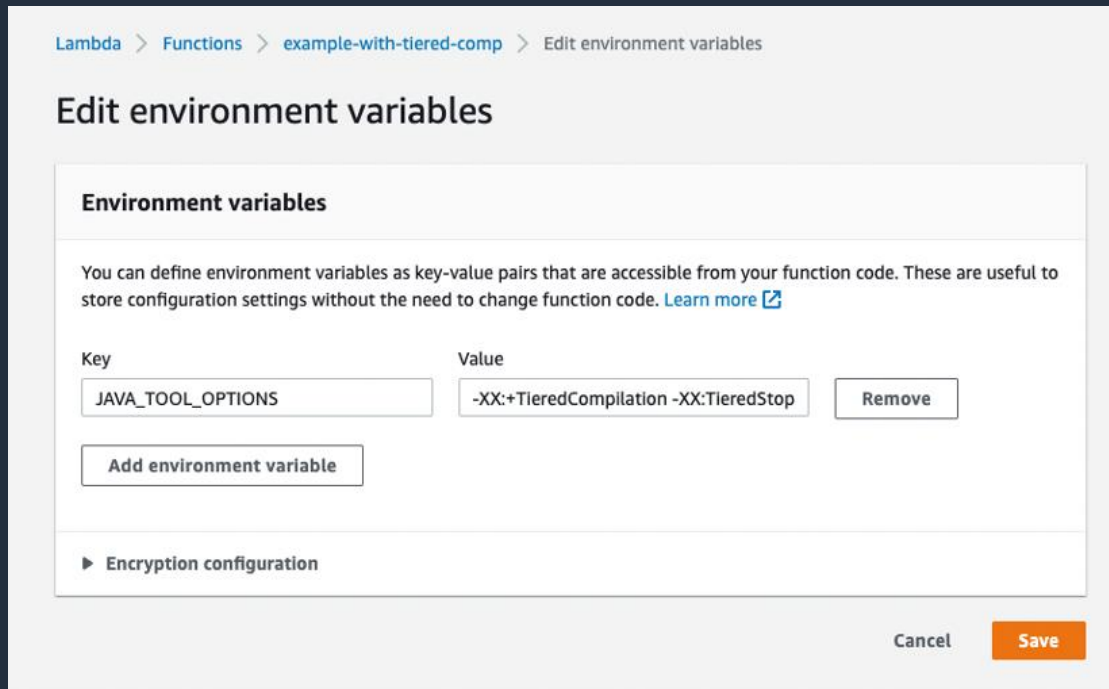 Lambda > Functions > example-with-tiered-comp > Edit environment variables
Edit environment variables
Environment variables
You can define environment variables as key-value pairs that are accessible from your function code. These are useful to
store configuration settings without the need to change function code. Learn more
Key Value
JAVA_TOOL_OPTIONS -XX:+TieredCompilation -XX:TieredStop Remove
Add environment variable
Encryption configuration
Cancel Save